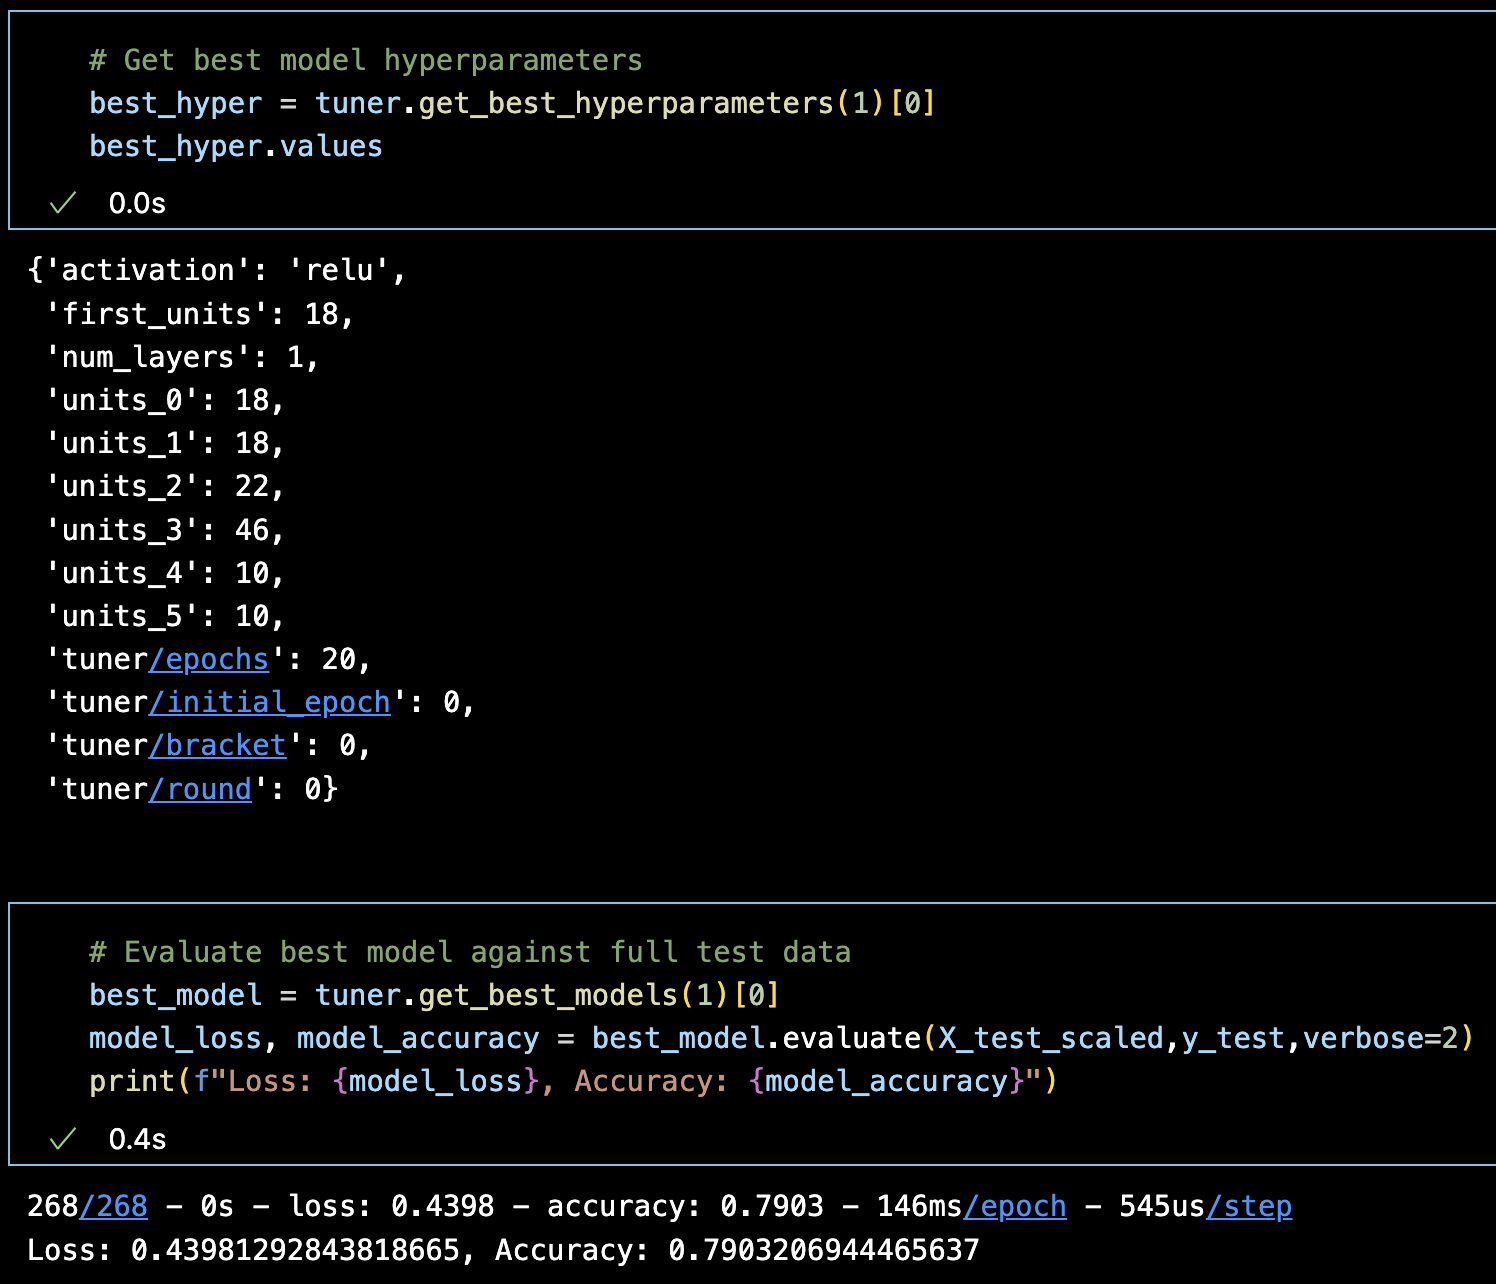 # Get best model hyperparameters
best_hyper = tuner.get_best_hyperparameters(1)[0]
best_hyper.values
0.0s
{'activation': 'relu',
 'first_units': 18,
 'num_layers': 1,
 'units_0': 18,
 'units_1': 18,
 'units_2': 22,
 'units_3': 46,
 'units_4': 10,
 'units_5': 10,
 'tuner/epochs': 20,
 'tuner/initial_epoch': 0,
 'tuner/bracket': 0,
 'tuner/round': 0}
# Evaluate best model against full test data
best_model = tuner.get_best_models(1)[0]
model_loss, model_accuracy = best_model.evaluate(X_test_scaled,y_test,verbose=2)
print(f"Loss: {model_loss}, Accuracy: {model_accuracy}")
0.4s
268/268 - 0s - loss: 0.4398 - accuracy: 0.7903 - 146ms/epoch - 545us/step
Loss: 0.43981292843818665, Accuracy: 0.7903206944465637